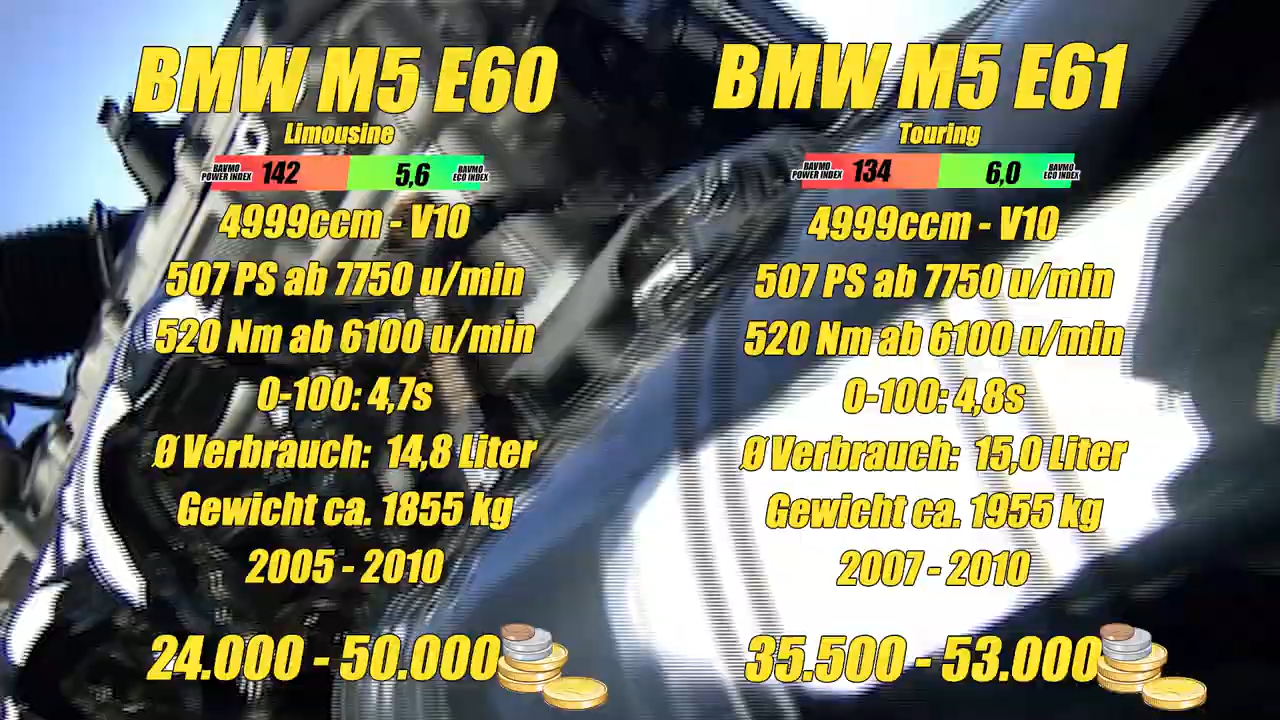 BMW M5 E60
Limousine
BAVMO POWER INDEX 142 5,6 BAVMO ECO INDEX
4999ccm - V10
507 PS ab 7750 u/min
520 Nm ab 6100 u/min
0-100: 4,7s
Ø Verbrauch: 14,8 Liter
Gewicht ca. 1855 kg
2005 - 2010
24.000 - 50.000
BMW M5 E61
Touring
BAVMO POWER INDEX 134 6,0 BAVMO ECO INDEX
4999ccm - V10
507 PS ab 7750 u/min
520 Nm ab 6100 u/min
0-100: 4,8s
Ø Verbrauch: 15,0 Liter
Gewicht ca. 1955 kg
2007 - 2010
35.500 - 53.000